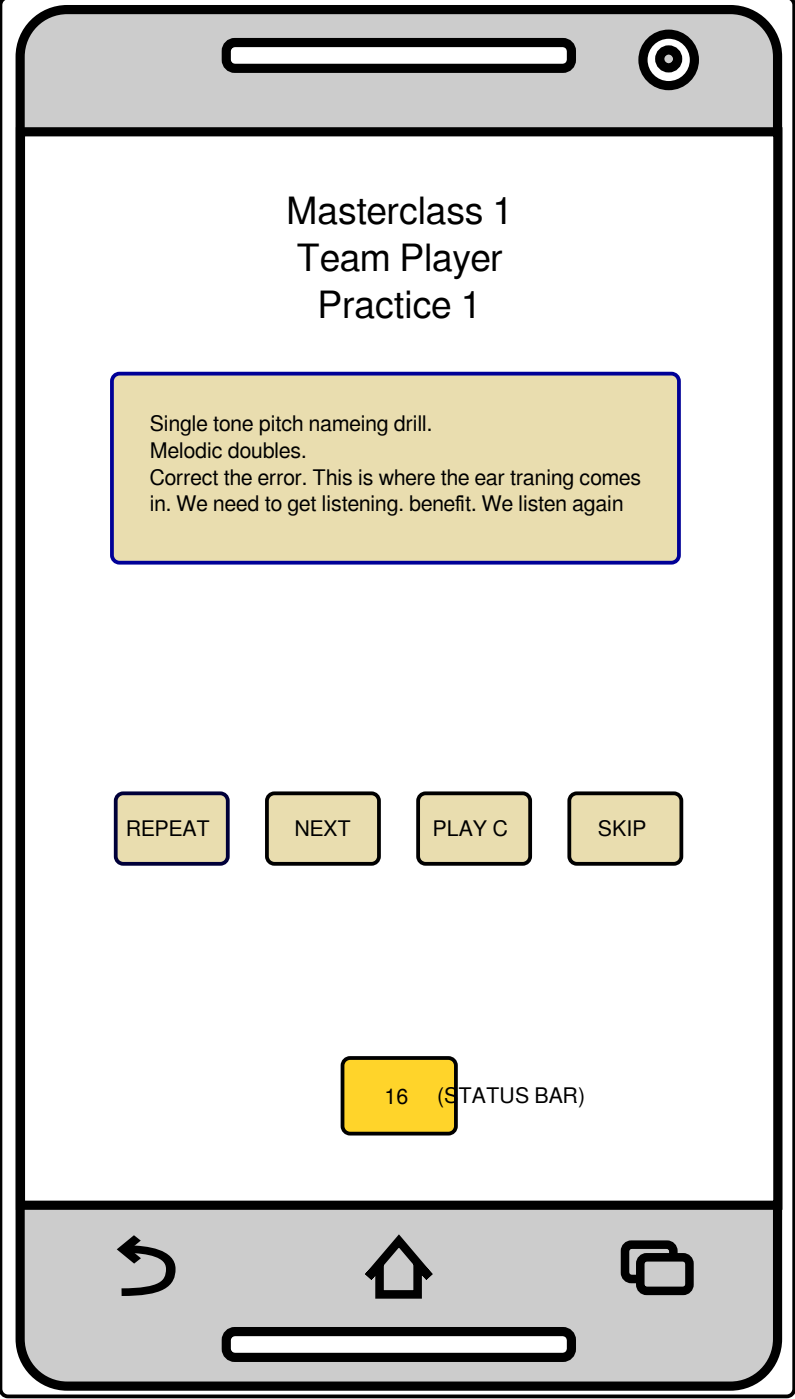 Masterclass 1
Team Player
Practice 1
Single tone pitch nameing drill.
Melodic doubles.
Correct the error. This is where the ear traning comes
in. We need to get listening. benefit. We listen again
REPEAT
NEXT
PLAY C
SKIP
16
(STATUS BAR)